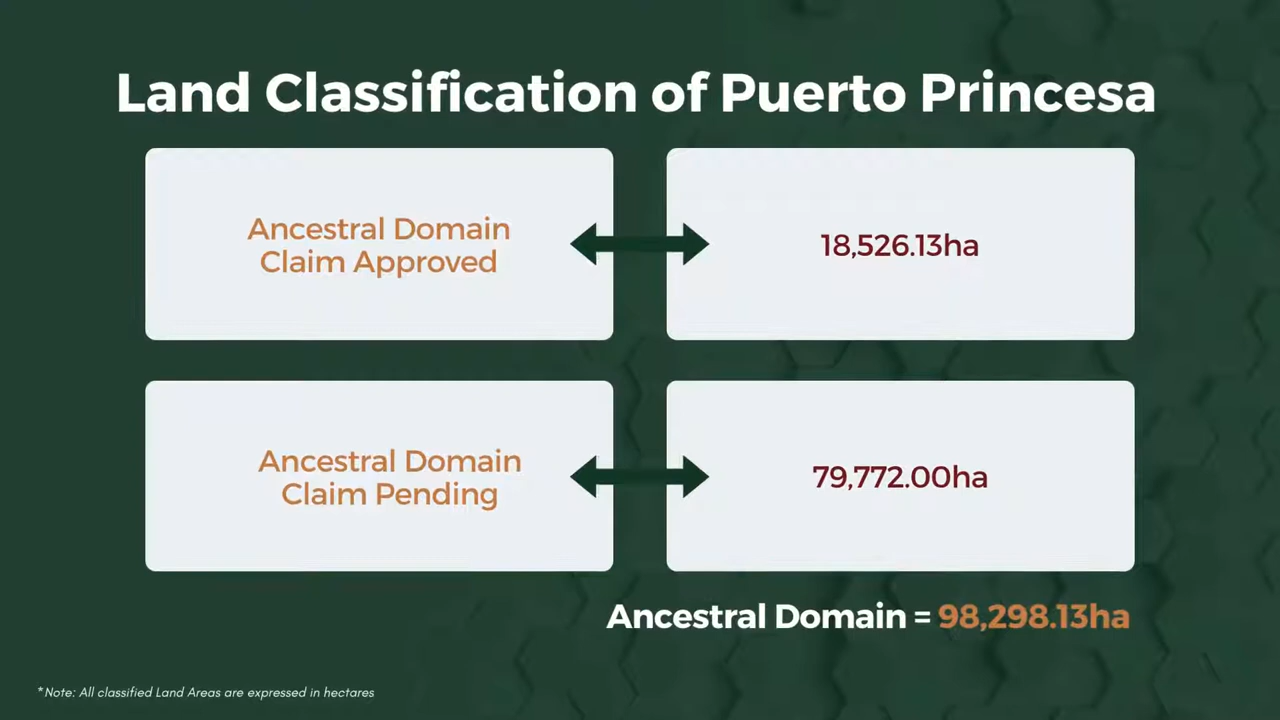 Land Classification of Puerto Princesa
Ancestral Domain
Claim Approved
18,526.13ha
Ancestral Domain
Claim Pending
79,772.00ha
Ancestral Domain = 98,298.13ha
*Note: All classified Land Areas are expressed in hectares